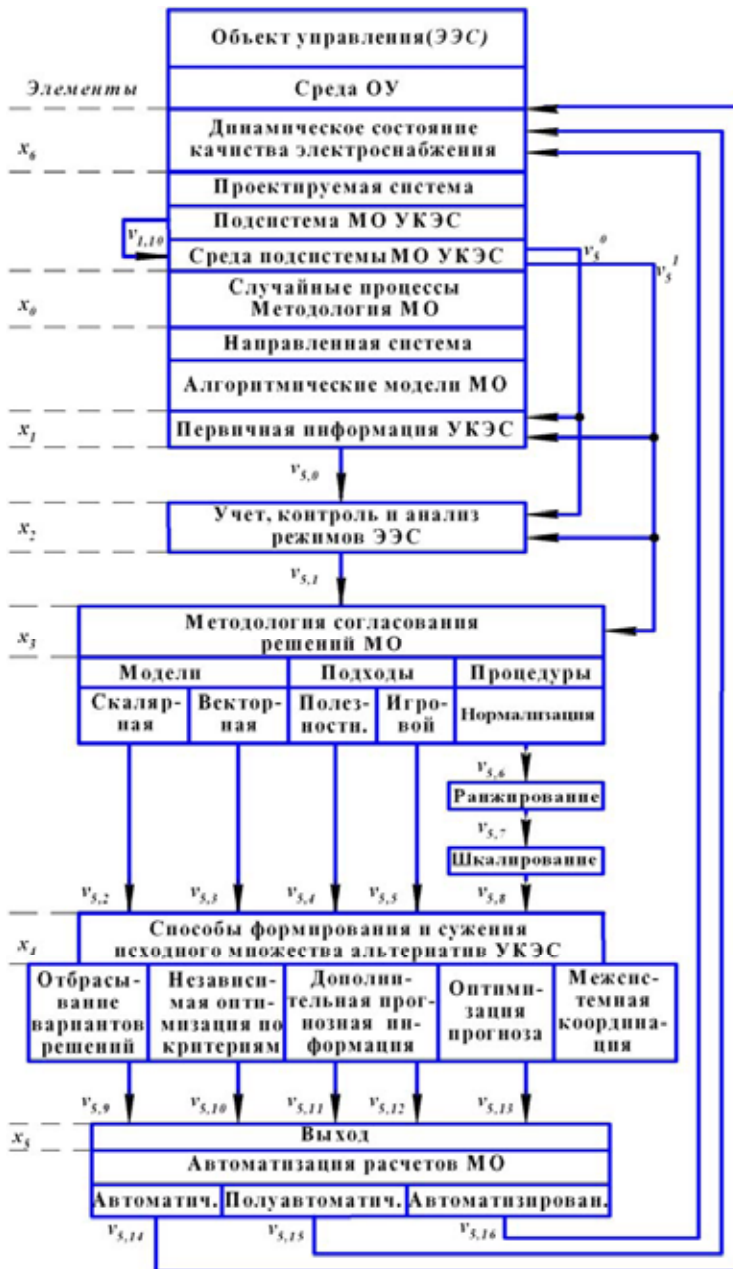 Объект управления(ЭЭС)
Элементы
Среда ОУ
x6
Динамическое состояние
качиства электроснабжения
Проектируемая система
v1,10
Подсистема МО УКЭС
Среда подсистемы МО УКЭС
v5^0
v5^1
x0
Случайные процессы
Методология МО
Направленная система
Алгоритмические модели МО
x1
Первичная информация УКЭС
v5,0
x2
Учет, контроль и анализ
режимов ЭЭС
v5,1
x3
Методология согласования
решений МО
Модели
Подходы
Процедуры
Скаляр-
ная
Вектор-
ная
Полез-
ностн.
Игро-
вой
Нормализация
v5,6
Ранжирование
v5,7
Шкалирование
v5,2
v5,3
v5,4
v5,5
v5,8
x4
Способы формирования и сужения
исходного множества альтернатив УКЭС
Отбрасы-
вание
вариантов
решений
Независи-
мая опти-
мизация по
критериям
Дополни-
тельная прог-
нозная ин-
формация
Оптими-
зация
прогноза
Межсис-
темная
координа-
ция
v5,9
v5,10
v5,11
v5,12
v5,13
x5
Выход
Автоматизация расчетов МО
Автоматич.
Полуавтоматич.
Автоматизирован.
v5,14
v5,15
v5,16